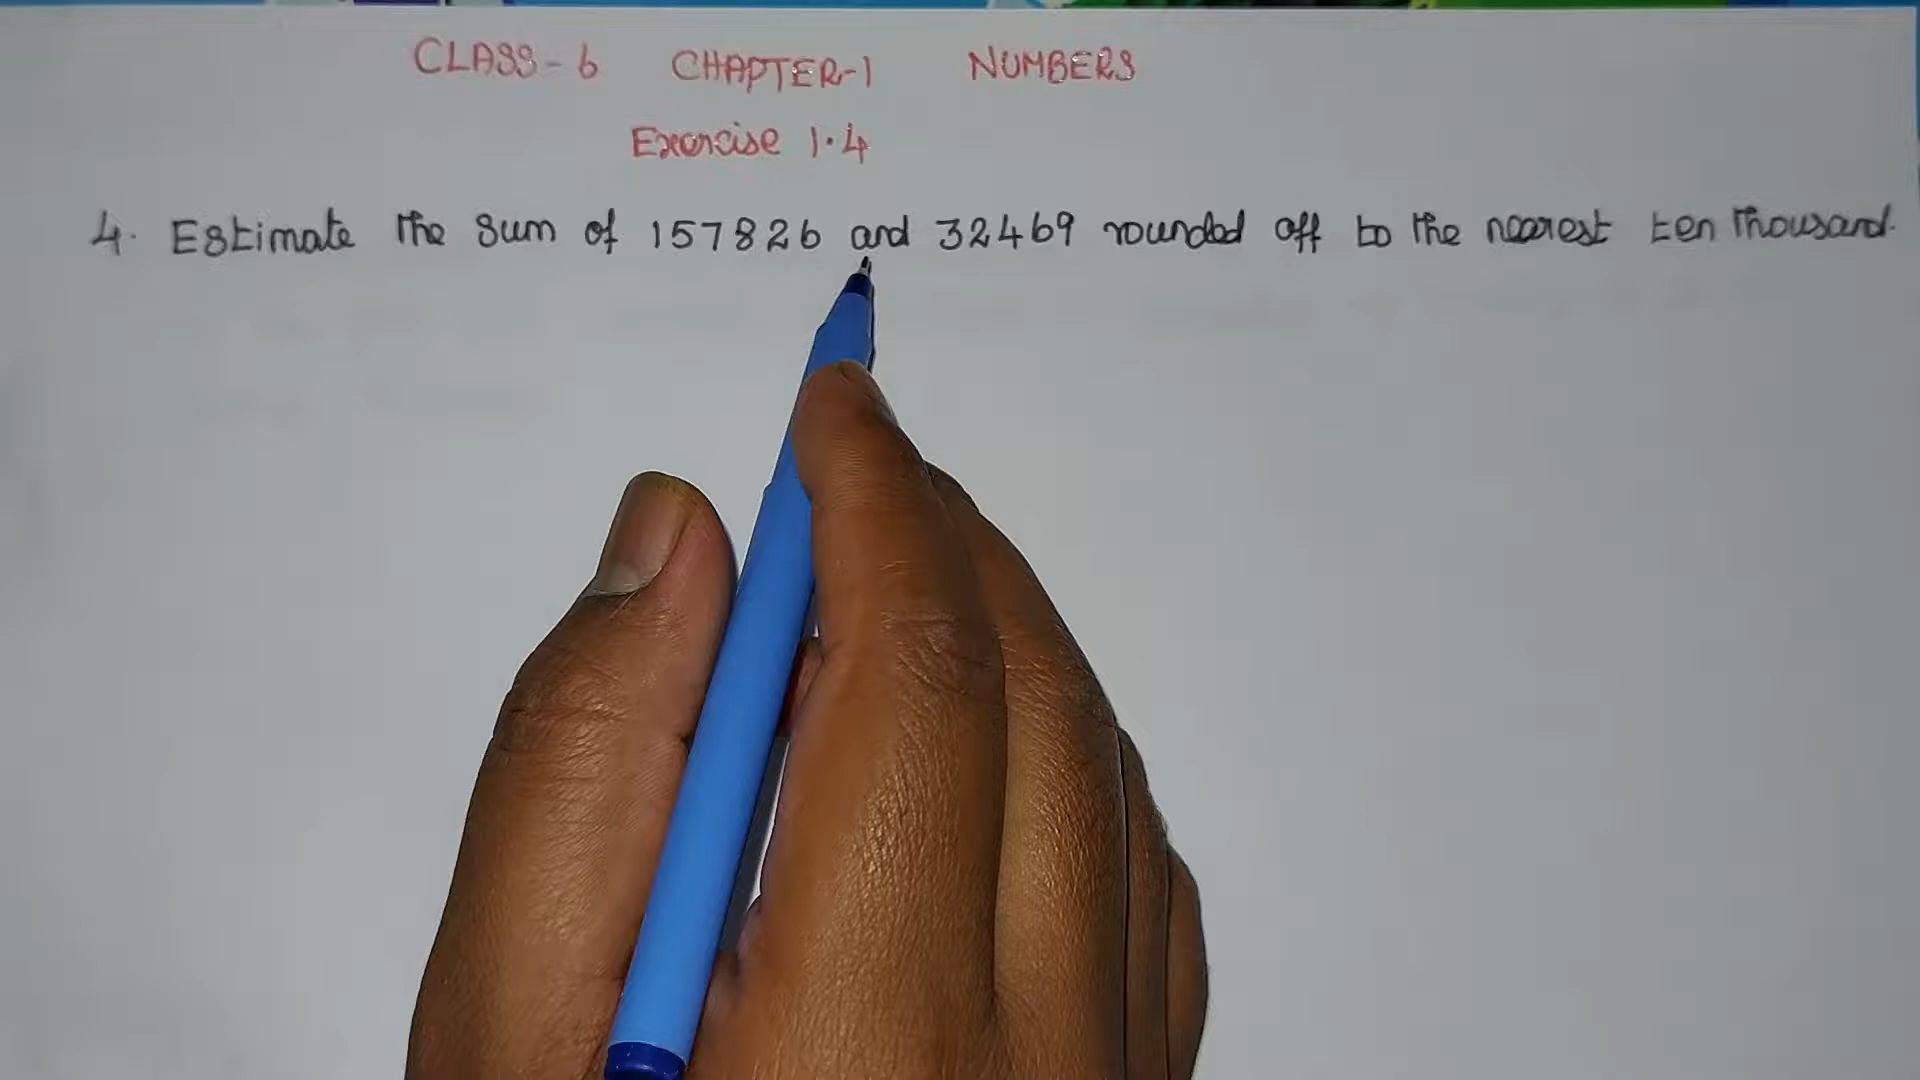 CLASS-6 CHAPTER-1 NUMBERS
Exercise 1.4
4. Estimate the sum of 157826 and 32469 rounded off to the nearest ten thousand.